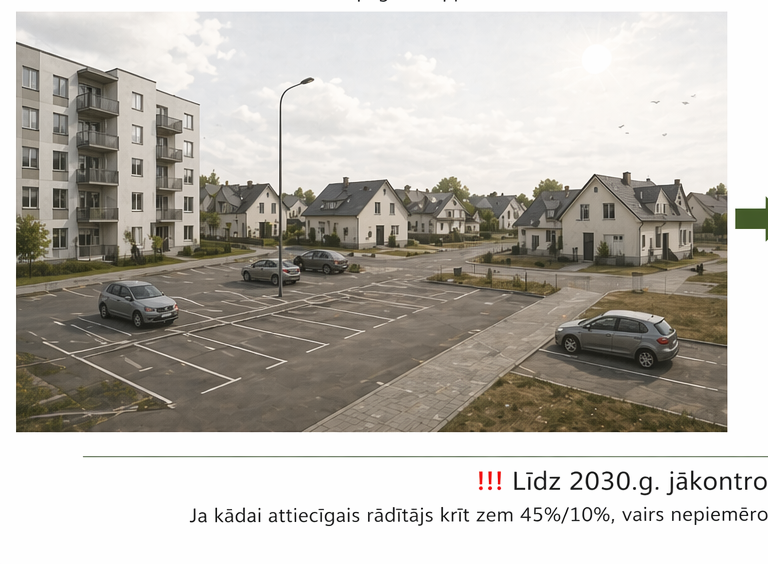 !!! Līdz 2030.g. jākontro
Ja kādai attiecīgais rādītājs krīt zem 45%/10%, vairs nepiemēro